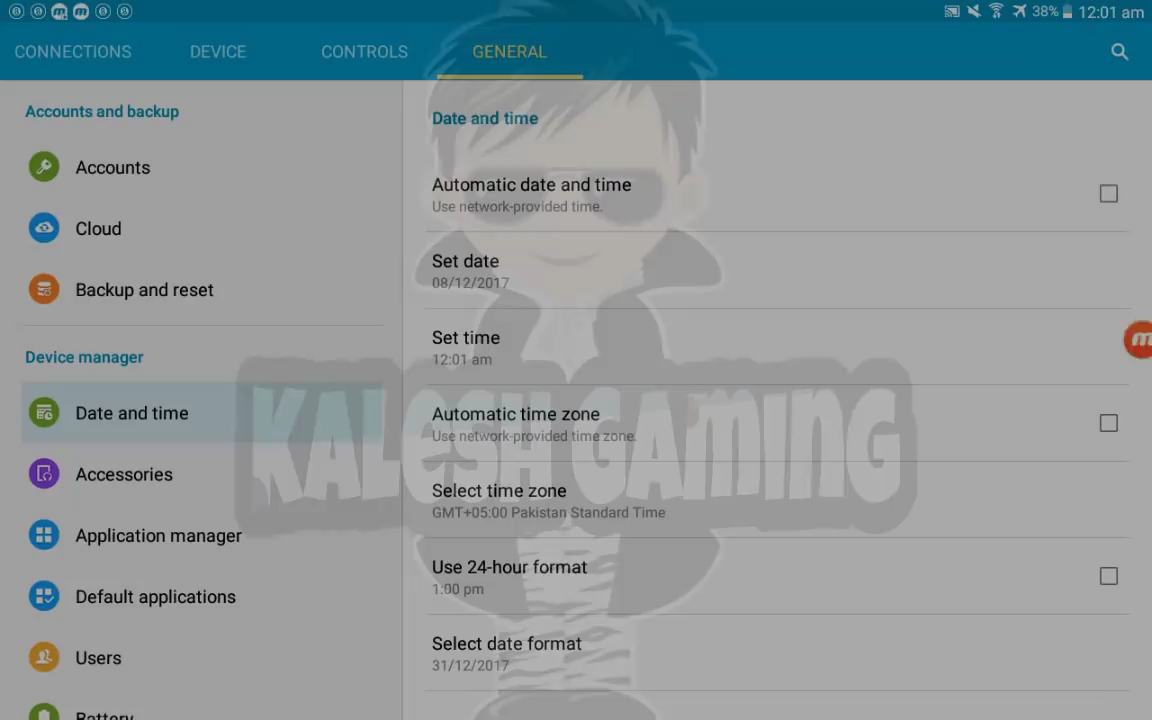 38% 12:01 am
CONNECTIONS DEVICE CONTROLS GENERAL
Accounts and backup
Accounts
Cloud
Backup and reset
Device manager
Date and time
Accessories
Application manager
Default applications
Users
Battery
Date and time
Automatic date and time
Use network-provided time.
Set date
08/12/2017
Set time
12:01 am
Automatic time zone
Use network-provided time zone.
Select time zone
GMT+05:00 Pakistan Standard Time
Use 24-hour format
1:00 pm
Select date format
31/12/2017
KALESH GAMING